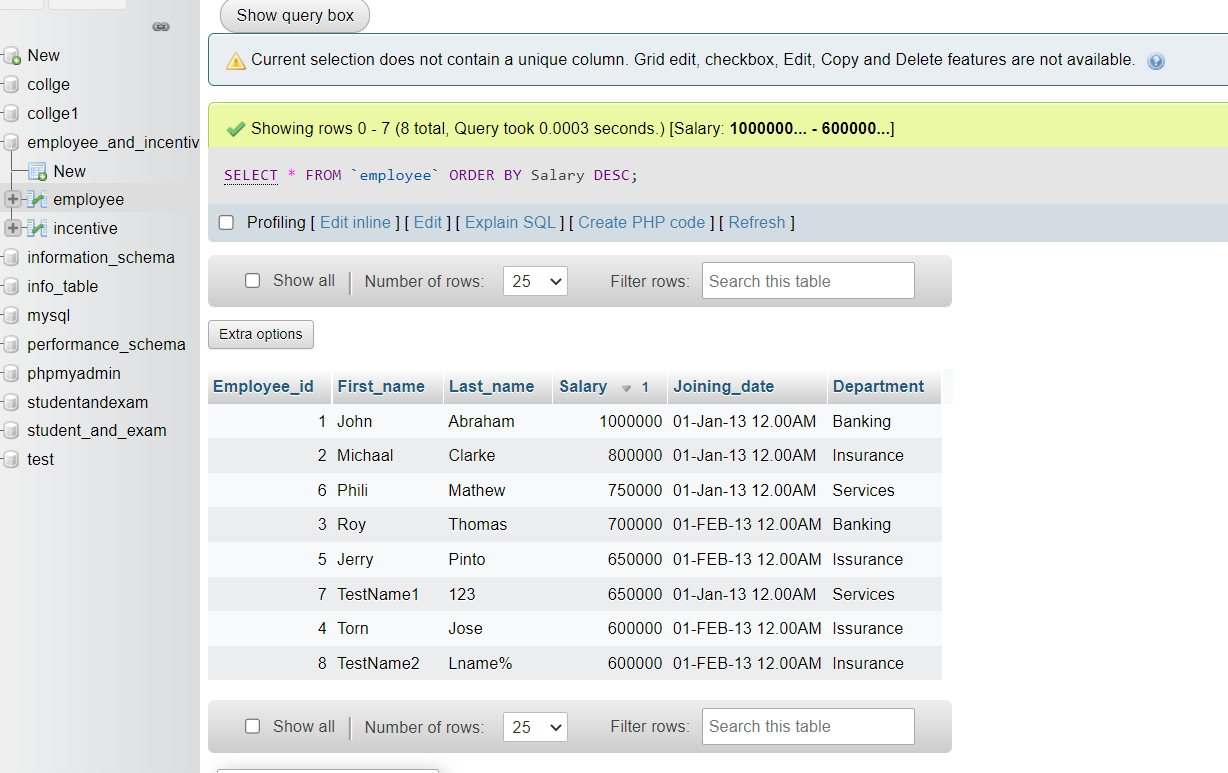 Show query box
Current selection does not contain a unique column. Grid edit, checkbox, Edit, Copy and Delete features are not available.
Showing rows 0 - 7 (8 total, Query took 0.0003 seconds.) [Salary: 1000000... - 600000...]
SELECT * FROM `employee` ORDER BY Salary DESC;
Profiling [ Edit inline ] [ Edit ] [ Explain SQL ] [ Create PHP code ] [ Refresh ]
New
collge
collge1
employee_and_incentiv
New
employee
incentive
information_schema
info_table
mysql
performance_schema
phpmyadmin
studentandexam
student_and_exam
test
Show all Number of rows: 25 Filter rows: Search this table
Extra options
Employee_id First_name Last_name Salary 1 Joining_date Department
1 John Abraham 1000000 01-Jan-13 12.00AM Banking
2 Michaal Clarke 800000 01-Jan-13 12.00AM Insurance
6 Phili Mathew 750000 01-Jan-13 12.00AM Services
3 Roy Thomas 700000 01-FEB-13 12.00AM Banking
5 Jerry Pinto 650000 01-FEB-13 12.00AM Issurance
7 TestName1 123 650000 01-Jan-13 12.00AM Services
4 Torn Jose 600000 01-FEB-13 12.00AM Issurance
8 TestName2 Lname% 600000 01-FEB-13 12.00AM Insurance
Show all Number of rows: 25 Filter rows: Search this table